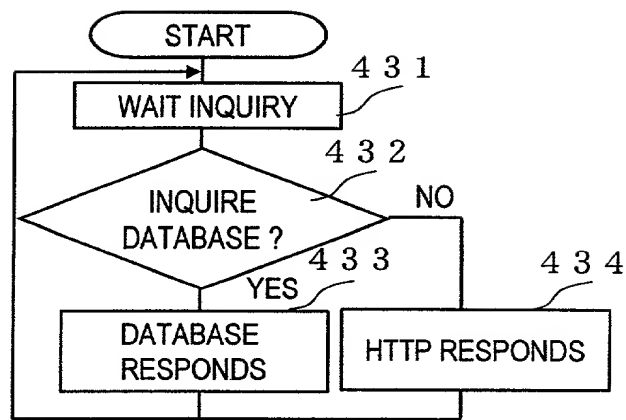 START
４３１
WAIT INQUIRY
４３２
INQUIRE
DATABASE ?
NO
４３３
YES
４３４
DATABASE
RESPONDS
HTTP RESPONDS